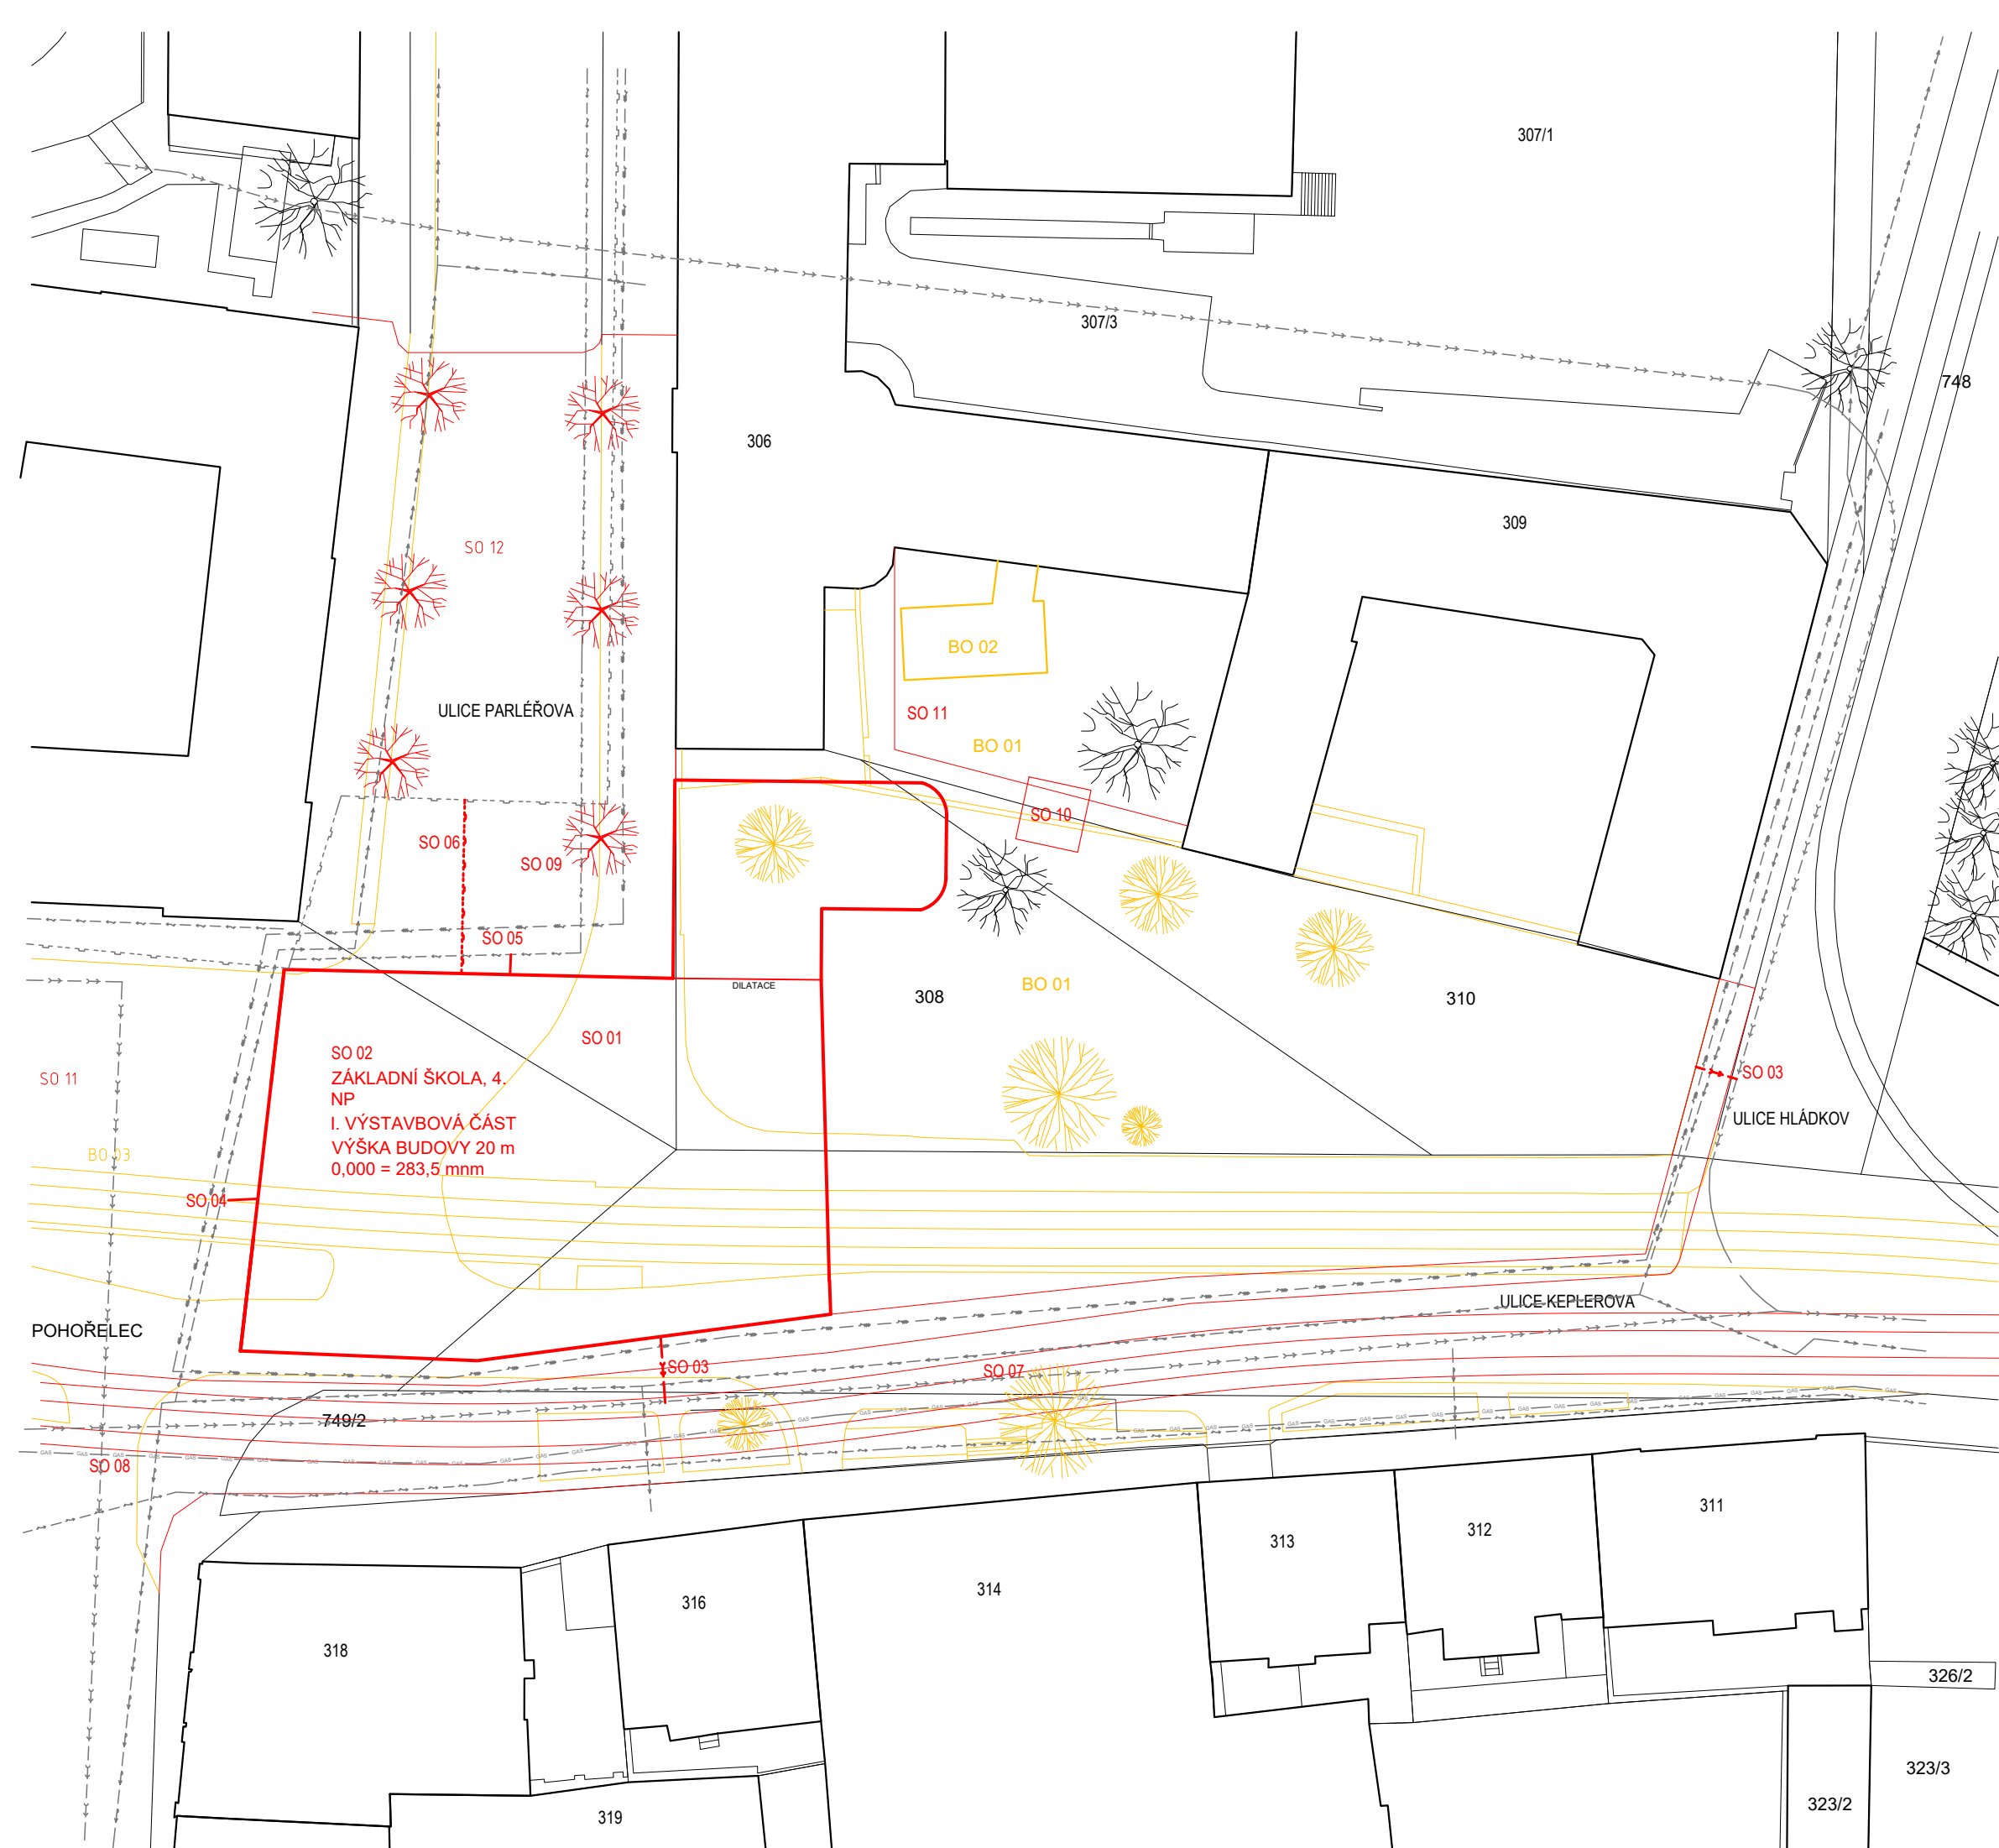 307/1
307/3
748
306
309
SO 12
BO 02
ULICE PARLÉŘOVA
SO 11
BO 01
SO 10
SO 06
SO 09
SO 05
DILATACE
308
BO 01
310
SO 01
SO 02
ZÁKLADNÍ ŠKOLA, 4.
NP
I. VÝSTAVBOVÁ ČÁST
VÝŠKA BUDOVY 20 m
0,000 = 283,5 mnm
SO 11
SO 03
ULICE HLÁDKOV
BO 03
SO 04
ULICE KEPLEROVA
POHOŘELEC
SO 03
SO 07
749/2
SO 08
311
312
313
314
316
318
326/2
323/3
323/2
319